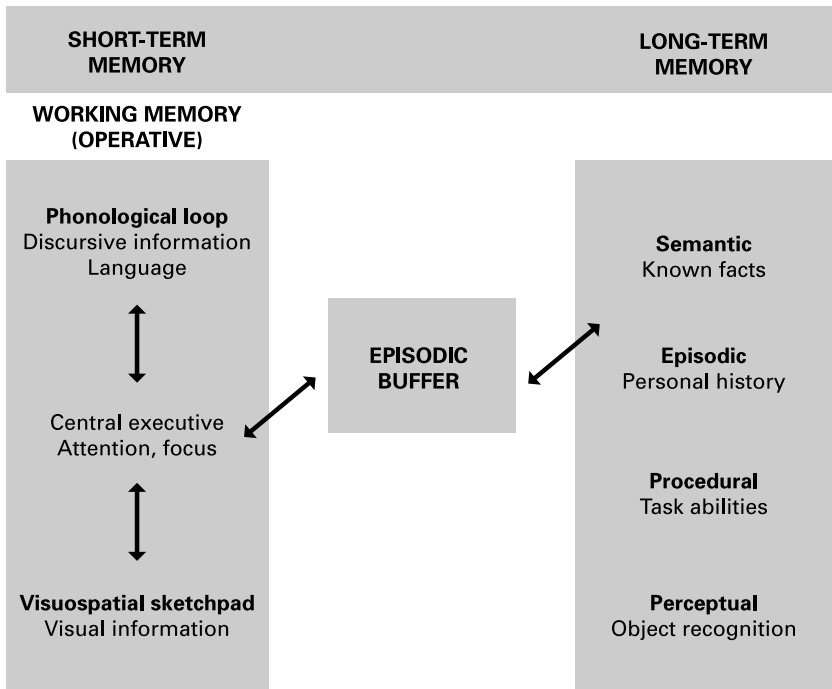 SHORT-TERM
MEMORY
LONG-TERM
MEMORY
WORKING MEMORY
(OPERATIVE)
Phonological loop
Discursive information
Language
Central executive
Attention, focus
Visuospatial sketchpad
Visual information
EPISODIC
BUFFER
Semantic
Known facts
Episodic
Personal history
Procedural
Task abilities
Perceptual
Object recognition